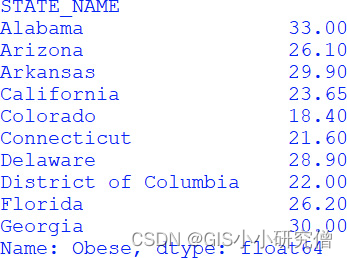 STATE_NAME
Alabama 33.00
Arizona 26.10
Arkansas 29.90
California 23.65
Colorado 18.40
Connecticut 21.60
Delaware 28.90
District of Columbia 22.00
Florida 26.20
Georgia 30.00
CSDN @GIS小小研究僧
Name: Obese, dtype: float64